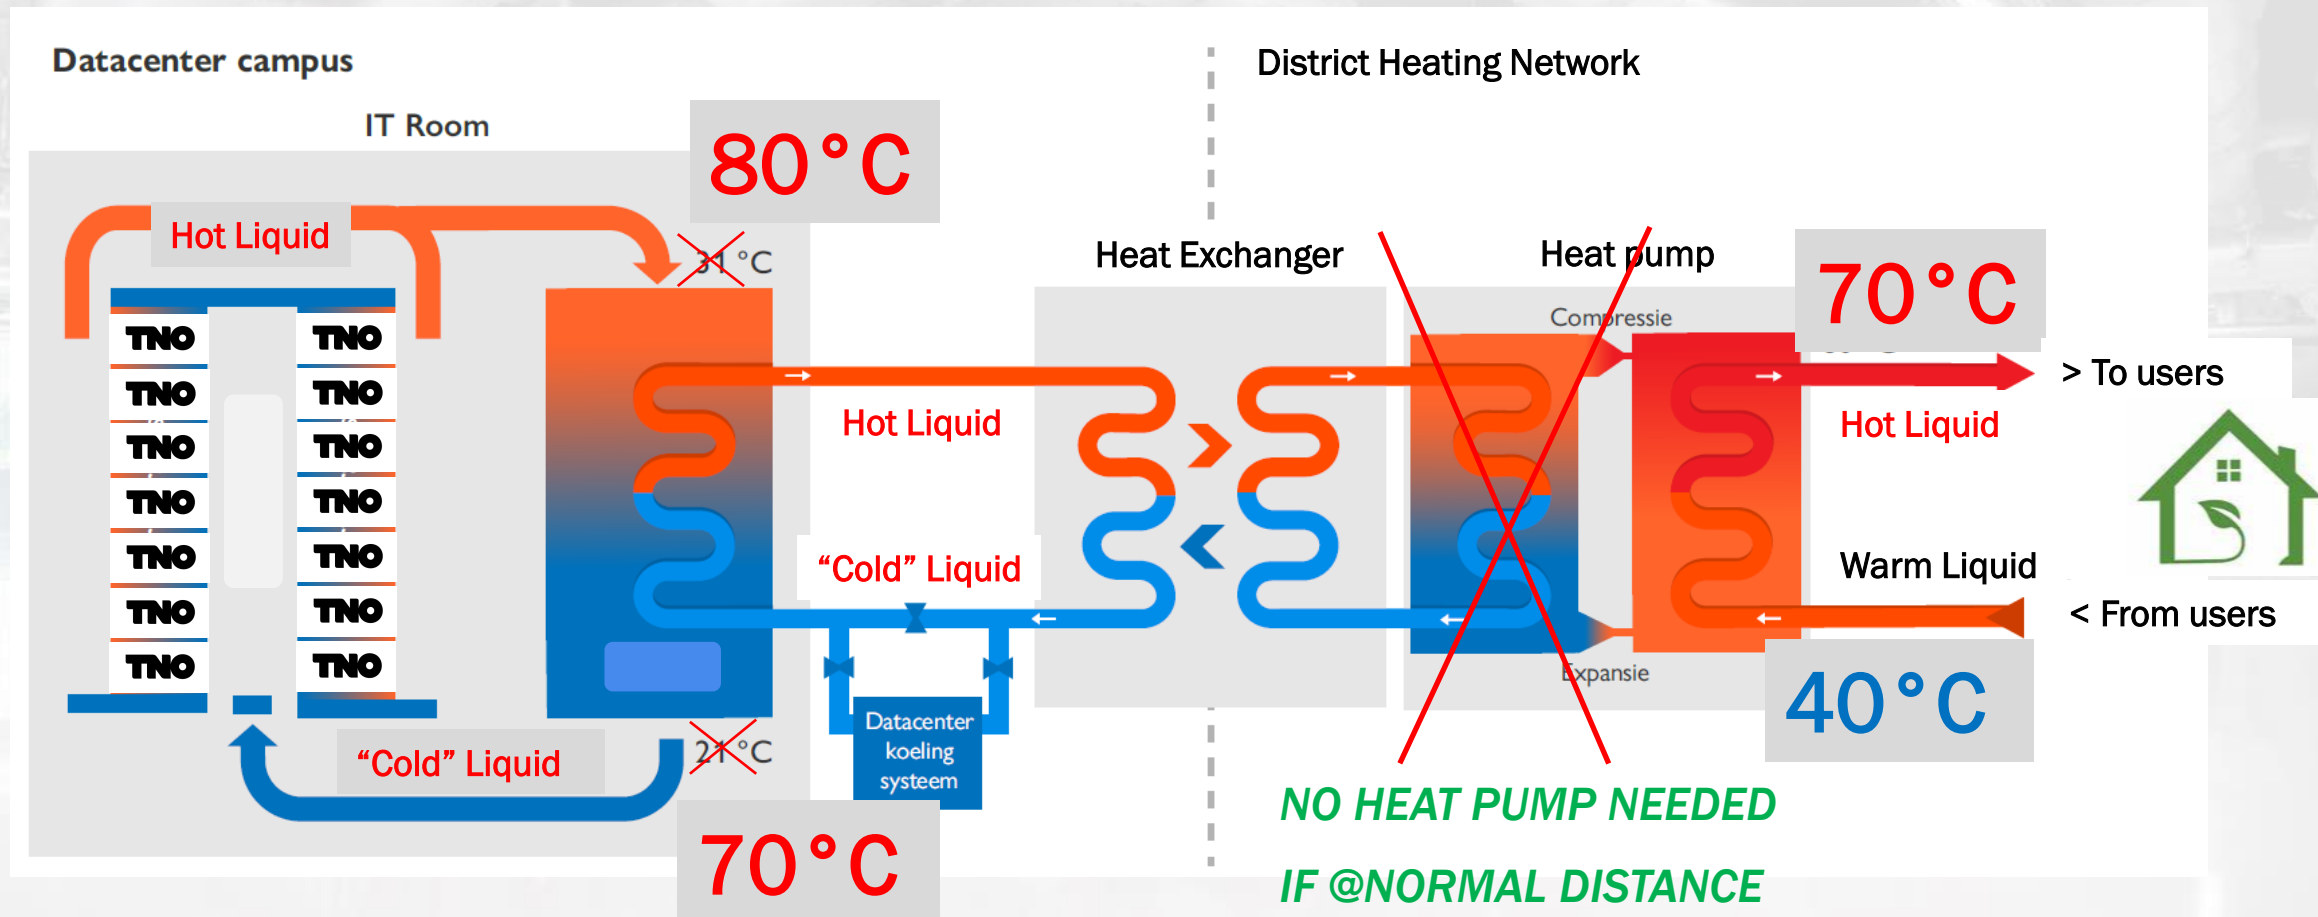 Datacenter campus
District Heating Network
IT Room
80°C
Hot Liquid
31 °C
Heat Exchanger
Heat pump
70°C
Compressie
TNO TNO
TNO TNO
TNO TNO
TNO TNO
TNO TNO
TNO TNO
TNO TNO
> To users
Hot Liquid
Hot Liquid
“Cold” Liquid
Warm Liquid
< From users
Expansie
40°C
Datacenter
koeling
systeem
21 °C
“Cold” Liquid
70°C
NO HEAT PUMP NEEDED
IF @NORMAL DISTANCE